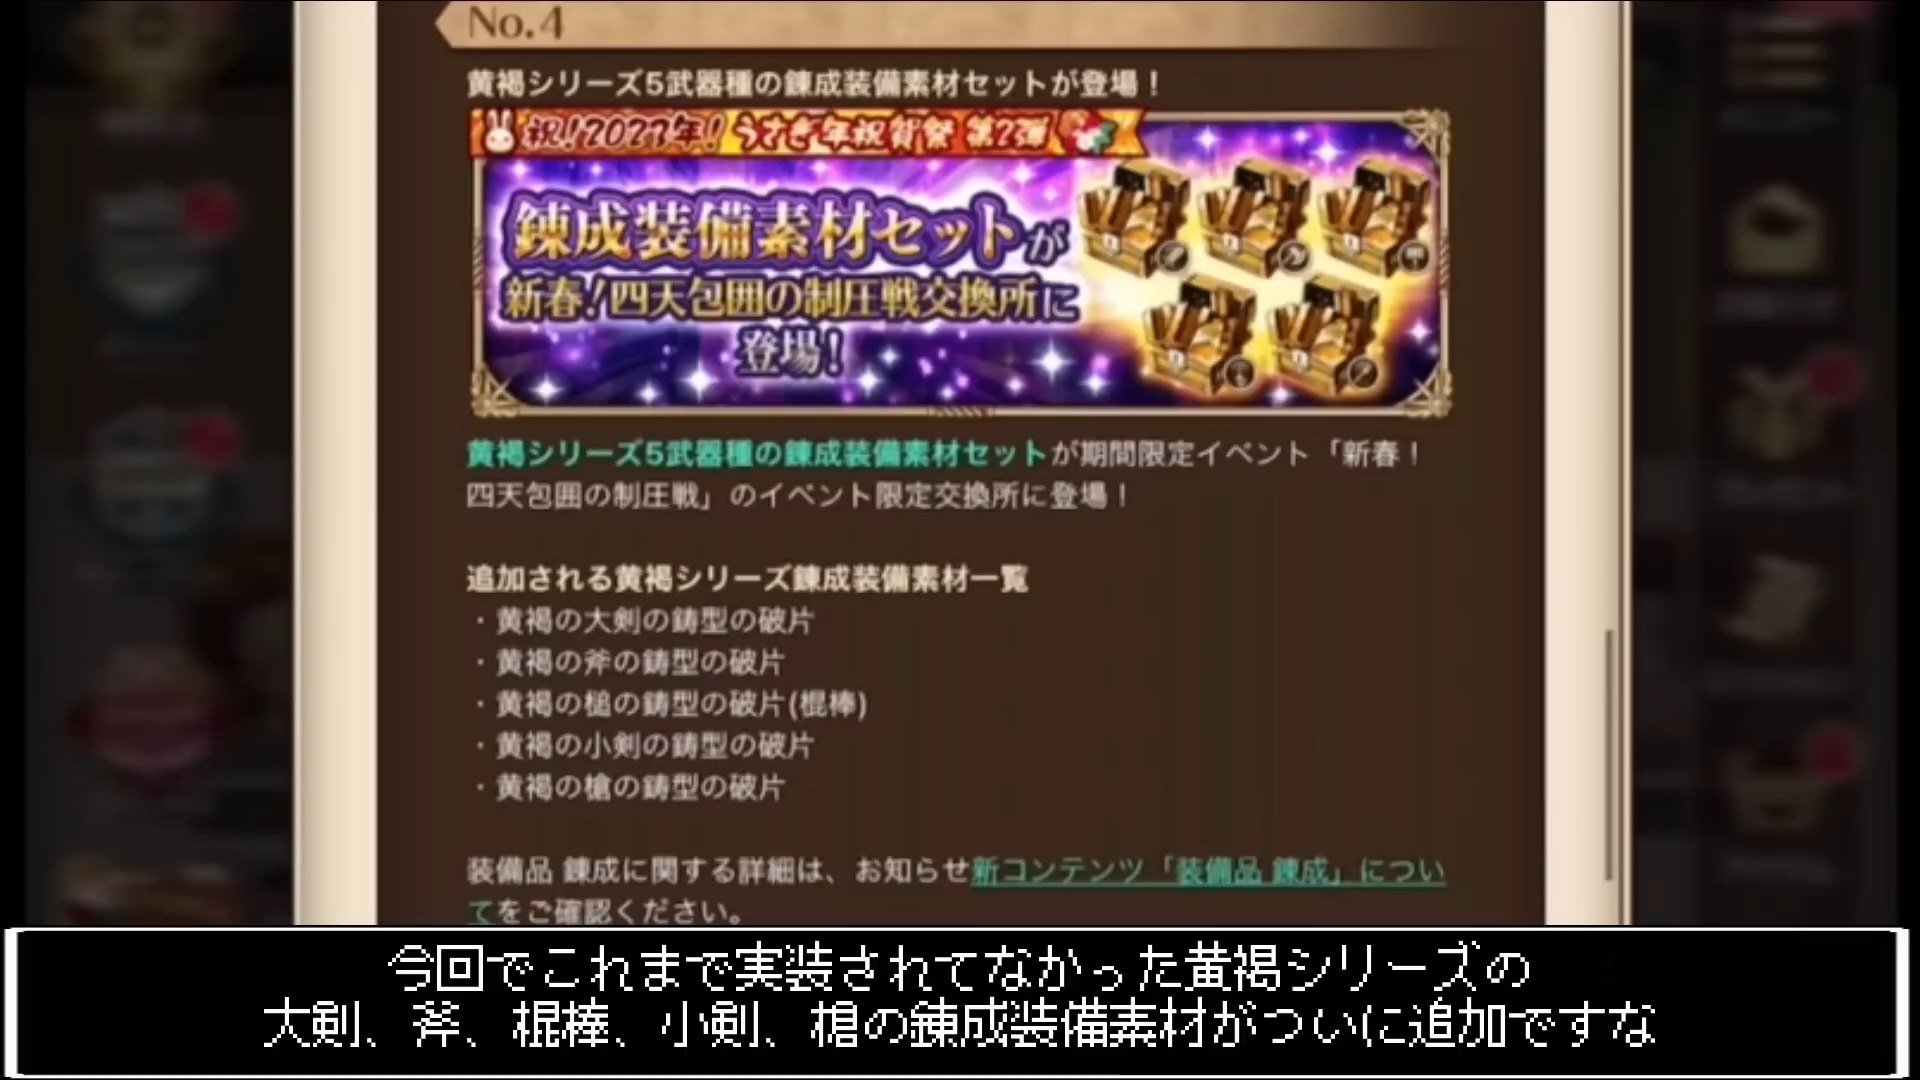 No.4
黄褐シリーズ5武器種の錬成装備素材セットが登場！
祝!2023年! うさぎ年祝賀祭 第2弾
錬成装備素材セットが
新春!四天包囲の制圧戦交換所に
登場!
黄褐シリーズ5武器種の錬成装備素材セットが期間限定イベント「新春！
四天包囲の制圧戦」のイベント限定交換所に登場！
追加される黄褐シリーズ錬成装備素材一覧
・黄褐の大剣の鋳型の破片
・黄褐の斧の鋳型の破片
・黄褐の槌の鋳型の破片(棍棒)
・黄褐の小剣の鋳型の破片
・黄褐の槍の鋳型の破片
装備品 錬成に関する詳細は、お知らせ新コンテンツ「装備品 錬成」につい
てをご確認ください。
今回でこれまで実装されてなかった黄褐シリーズの
大剣、斧、棍棒、小剣、槍の錬成装備素材がついに追加ですな